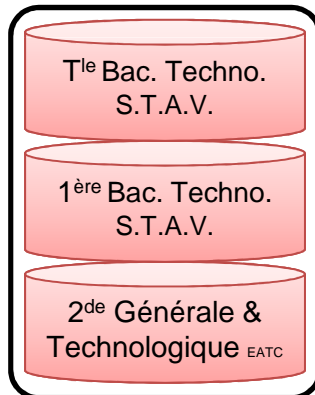 Tle Bac. Techno.
S.T.A.V.
1ère Bac. Techno.
S.T.A.V.
2de Générale &
Technologique EATC